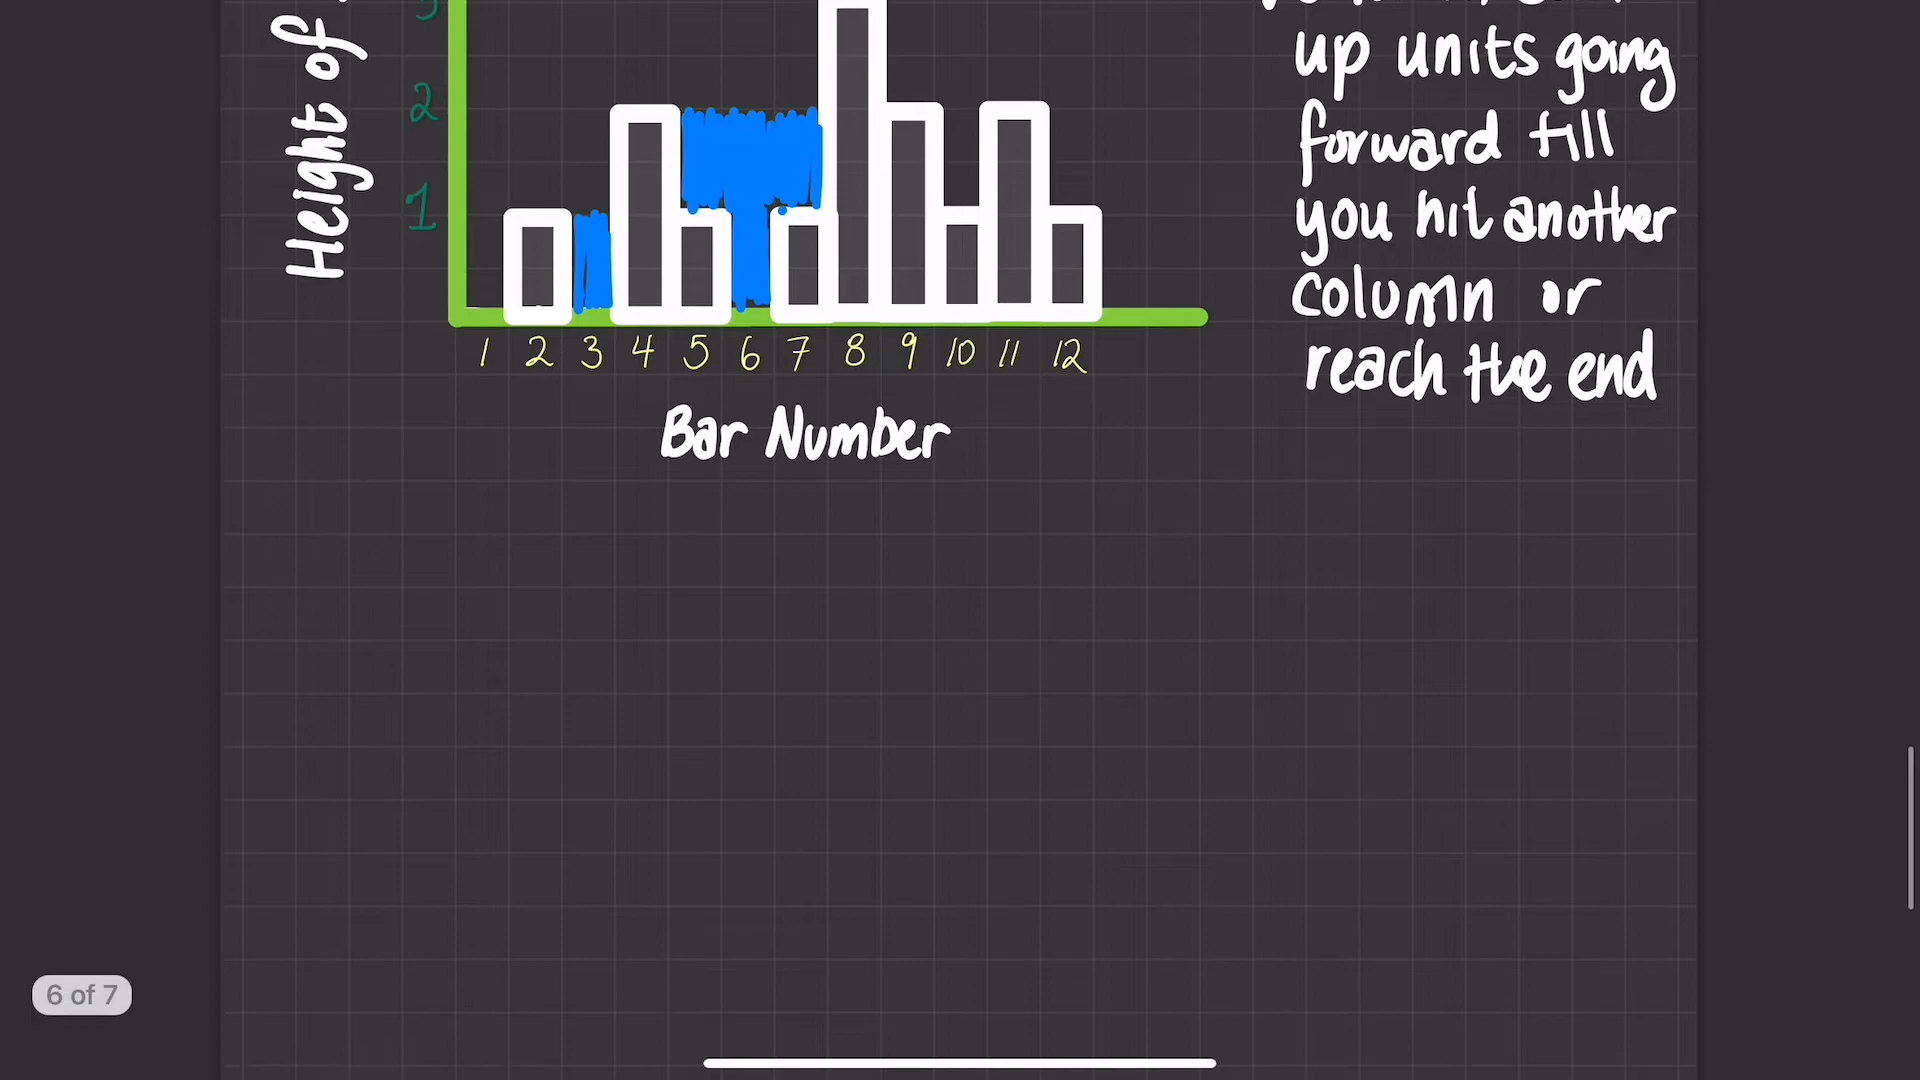 up units going
forward till
you hit another
column or
reach the end
Height of
2
1
1 2 3 4 5 6 7 8 9 10 11 12
Bar Number
6 of 7